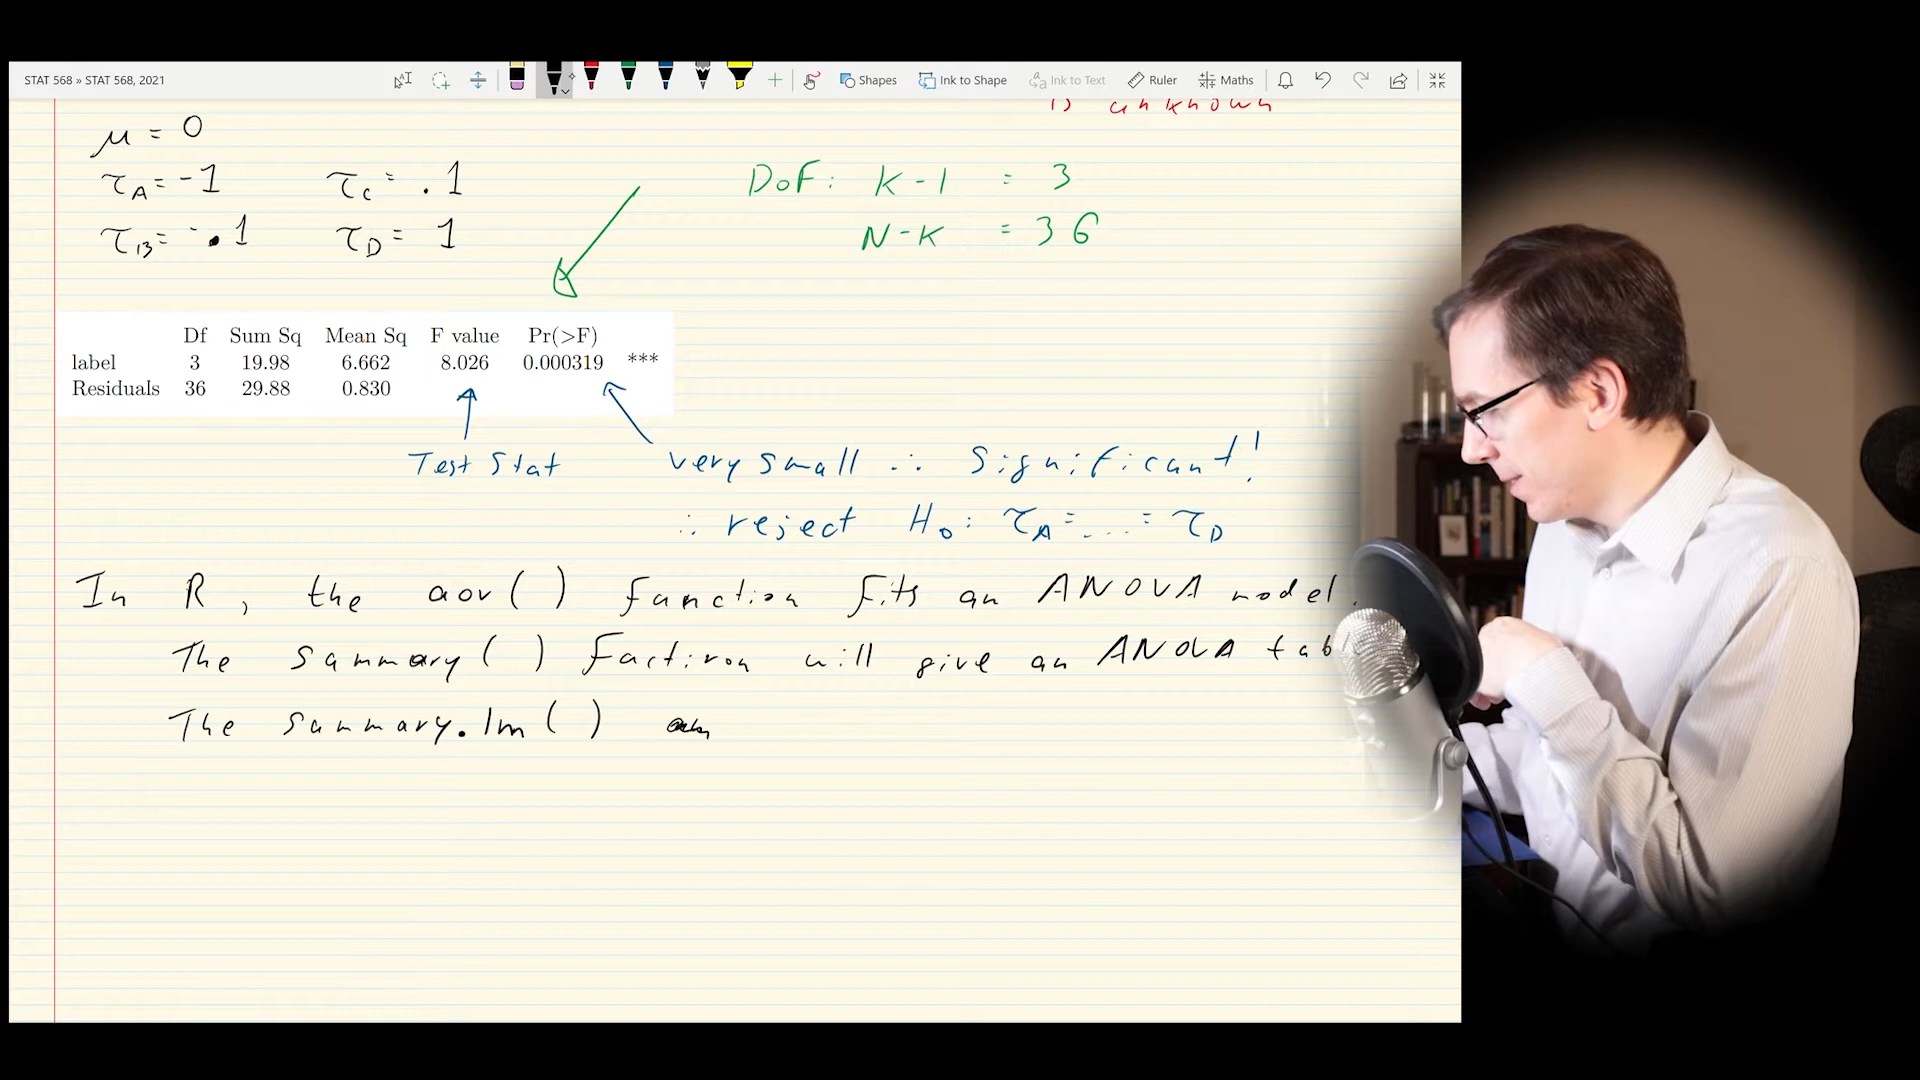 STAT 568 » STAT 568, 2021
Shapes Ink to Shape Ink to Text Ruler Maths
is unknown
μ = 0
τA = -1 τC = .1 DoF: K-1 = 3
τB = -.1 τD = 1 N-K = 36
Df Sum Sq Mean Sq F value Pr(>F)
label 3 19.98 6.662 8.026 0.000319 ***
Residuals 36 29.88 0.830
Test Stat very small ∴ Significant!
∴ reject H0: τA = .... = τD
In R, the aov( ) function fits an ANOVA model.
The summary( ) Factiron will give an ANOVA tab
The summary.lm( )